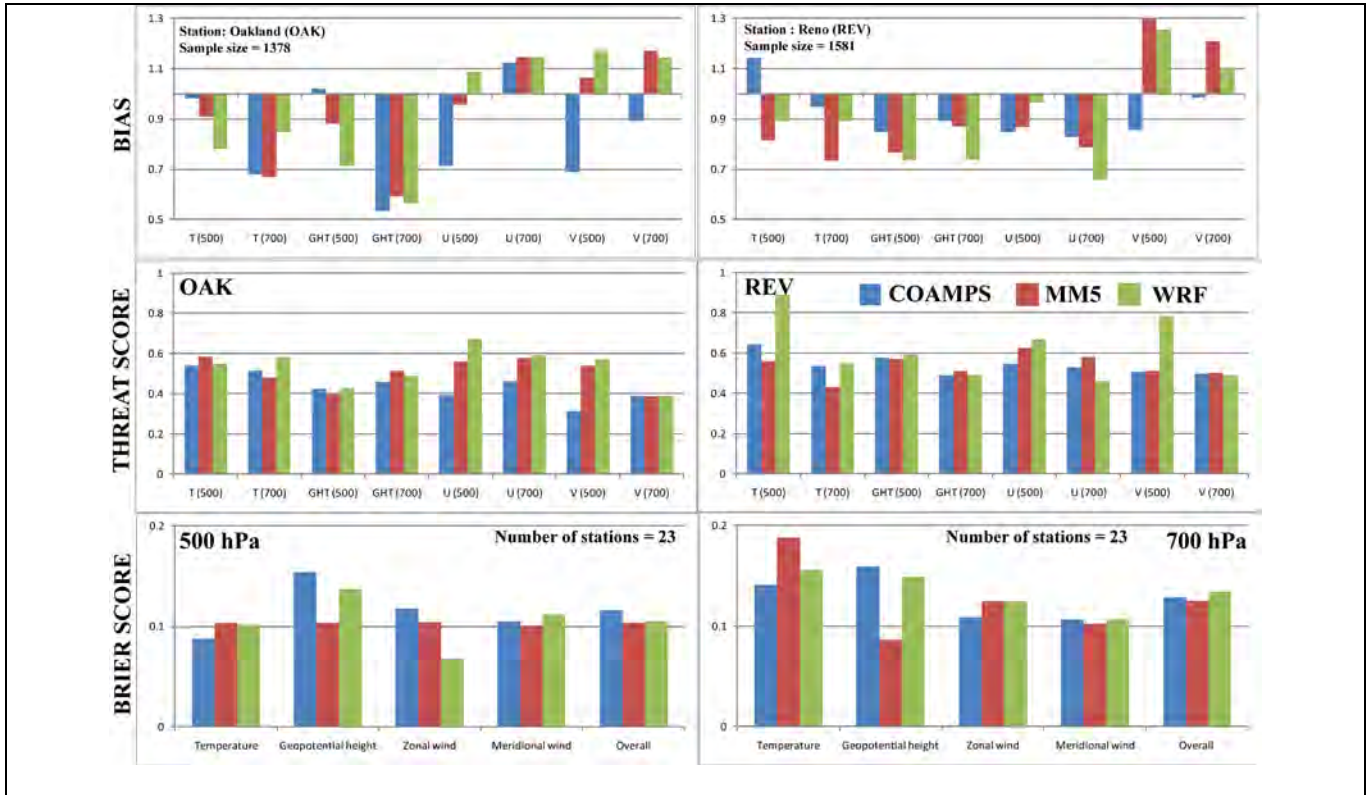 BIAS
1.3
1.1
0.9
0.7
0.5
Station: Oakland (OAK)
Sample size = 1378
T (500) T (700) GHT (500) GHT (700) U (500) U (700) V (500) V (700)
1.3
1.1
0.9
0.7
0.5
Station : Reno (REV)
Sample size = 1581
T (500) T (700) GHT (500) GHT (700) U (500) U (700) V (500) V (700)
THREAT SCORE
1
0.8
0.6
0.4
0.2
0
OAK
T (500) T (700) GHT (500) GHT (700) U (500) U (700) V (500) V (700)
1
0.8
0.6
0.4
0.2
0
REV COAMPS MM5 WRF
T (500) T (700) GHT (500) GHT (700) U (500) U (700) V (500) V (700)
BRIER SCORE
0.2
0.1
0
500 hPa Number of stations = 23
Temperature Geopotential height Zonal wind Meridional wind Overall
0.2
0.1
0
Number of stations = 23 700 hPa
Temperature Geopotential height Zonal wind Meridional wind Overall